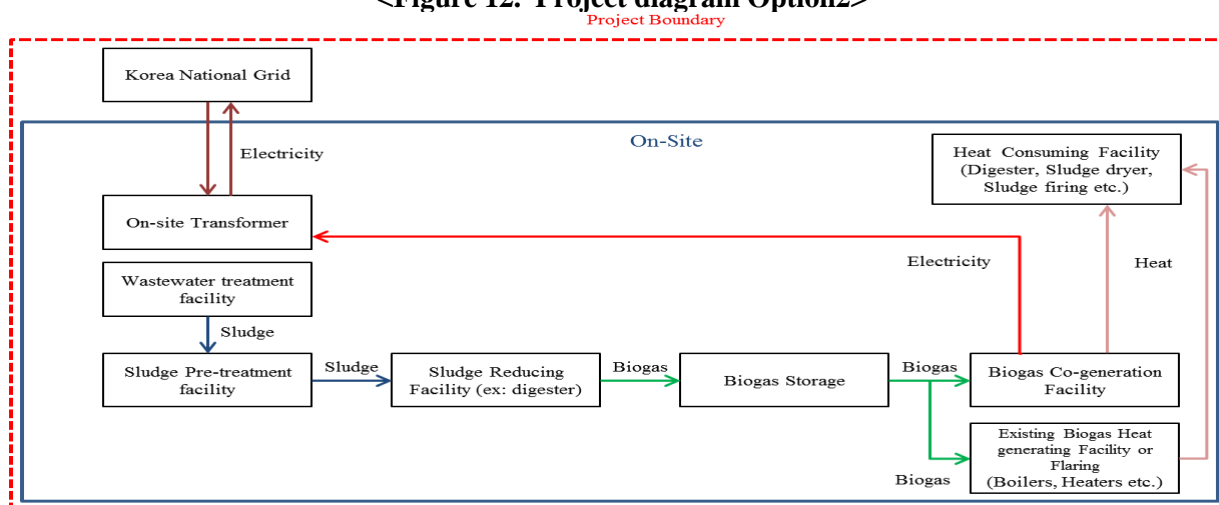 <Figure 12. Project diagram Option2>
Project Boundary
Korea National Grid
Electricity
On-Site
Heat Consuming Facility
(Digester, Sludge dryer,
Sludge firing etc.)
On-site Transformer
Electricity
Heat
Wastewater treatment
facility
Sludge
Sludge Pre-treatment
facility
Sludge
Sludge Reducing
Facility (ex: digester)
Biogas
Biogas Storage
Biogas
Biogas Co-generation
Facility
Biogas
Existing Biogas Heat
generating Facility or
Flaring
(Boilers, Heaters etc.)